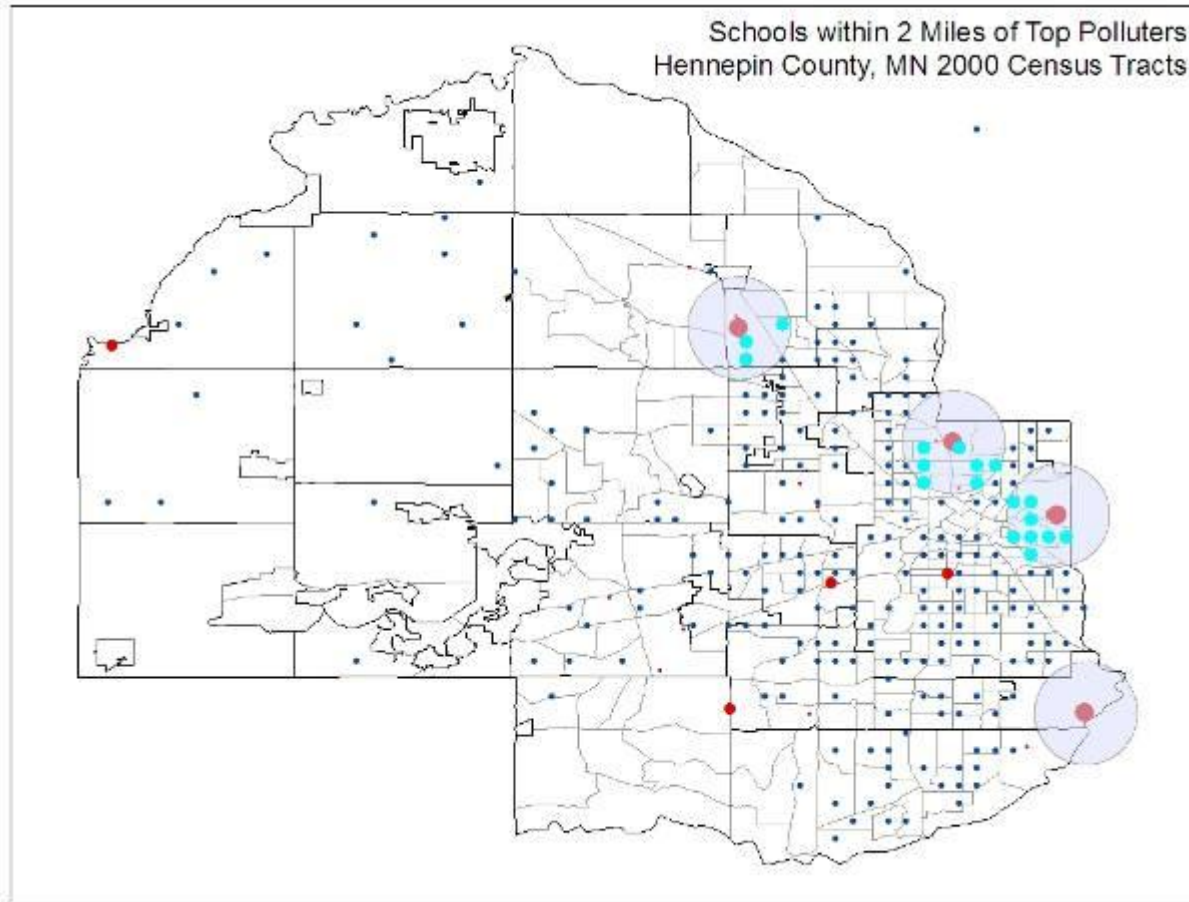 Schools within 2 Miles of Top Polluters
Hennepin County, MN 2000 Census Tracts